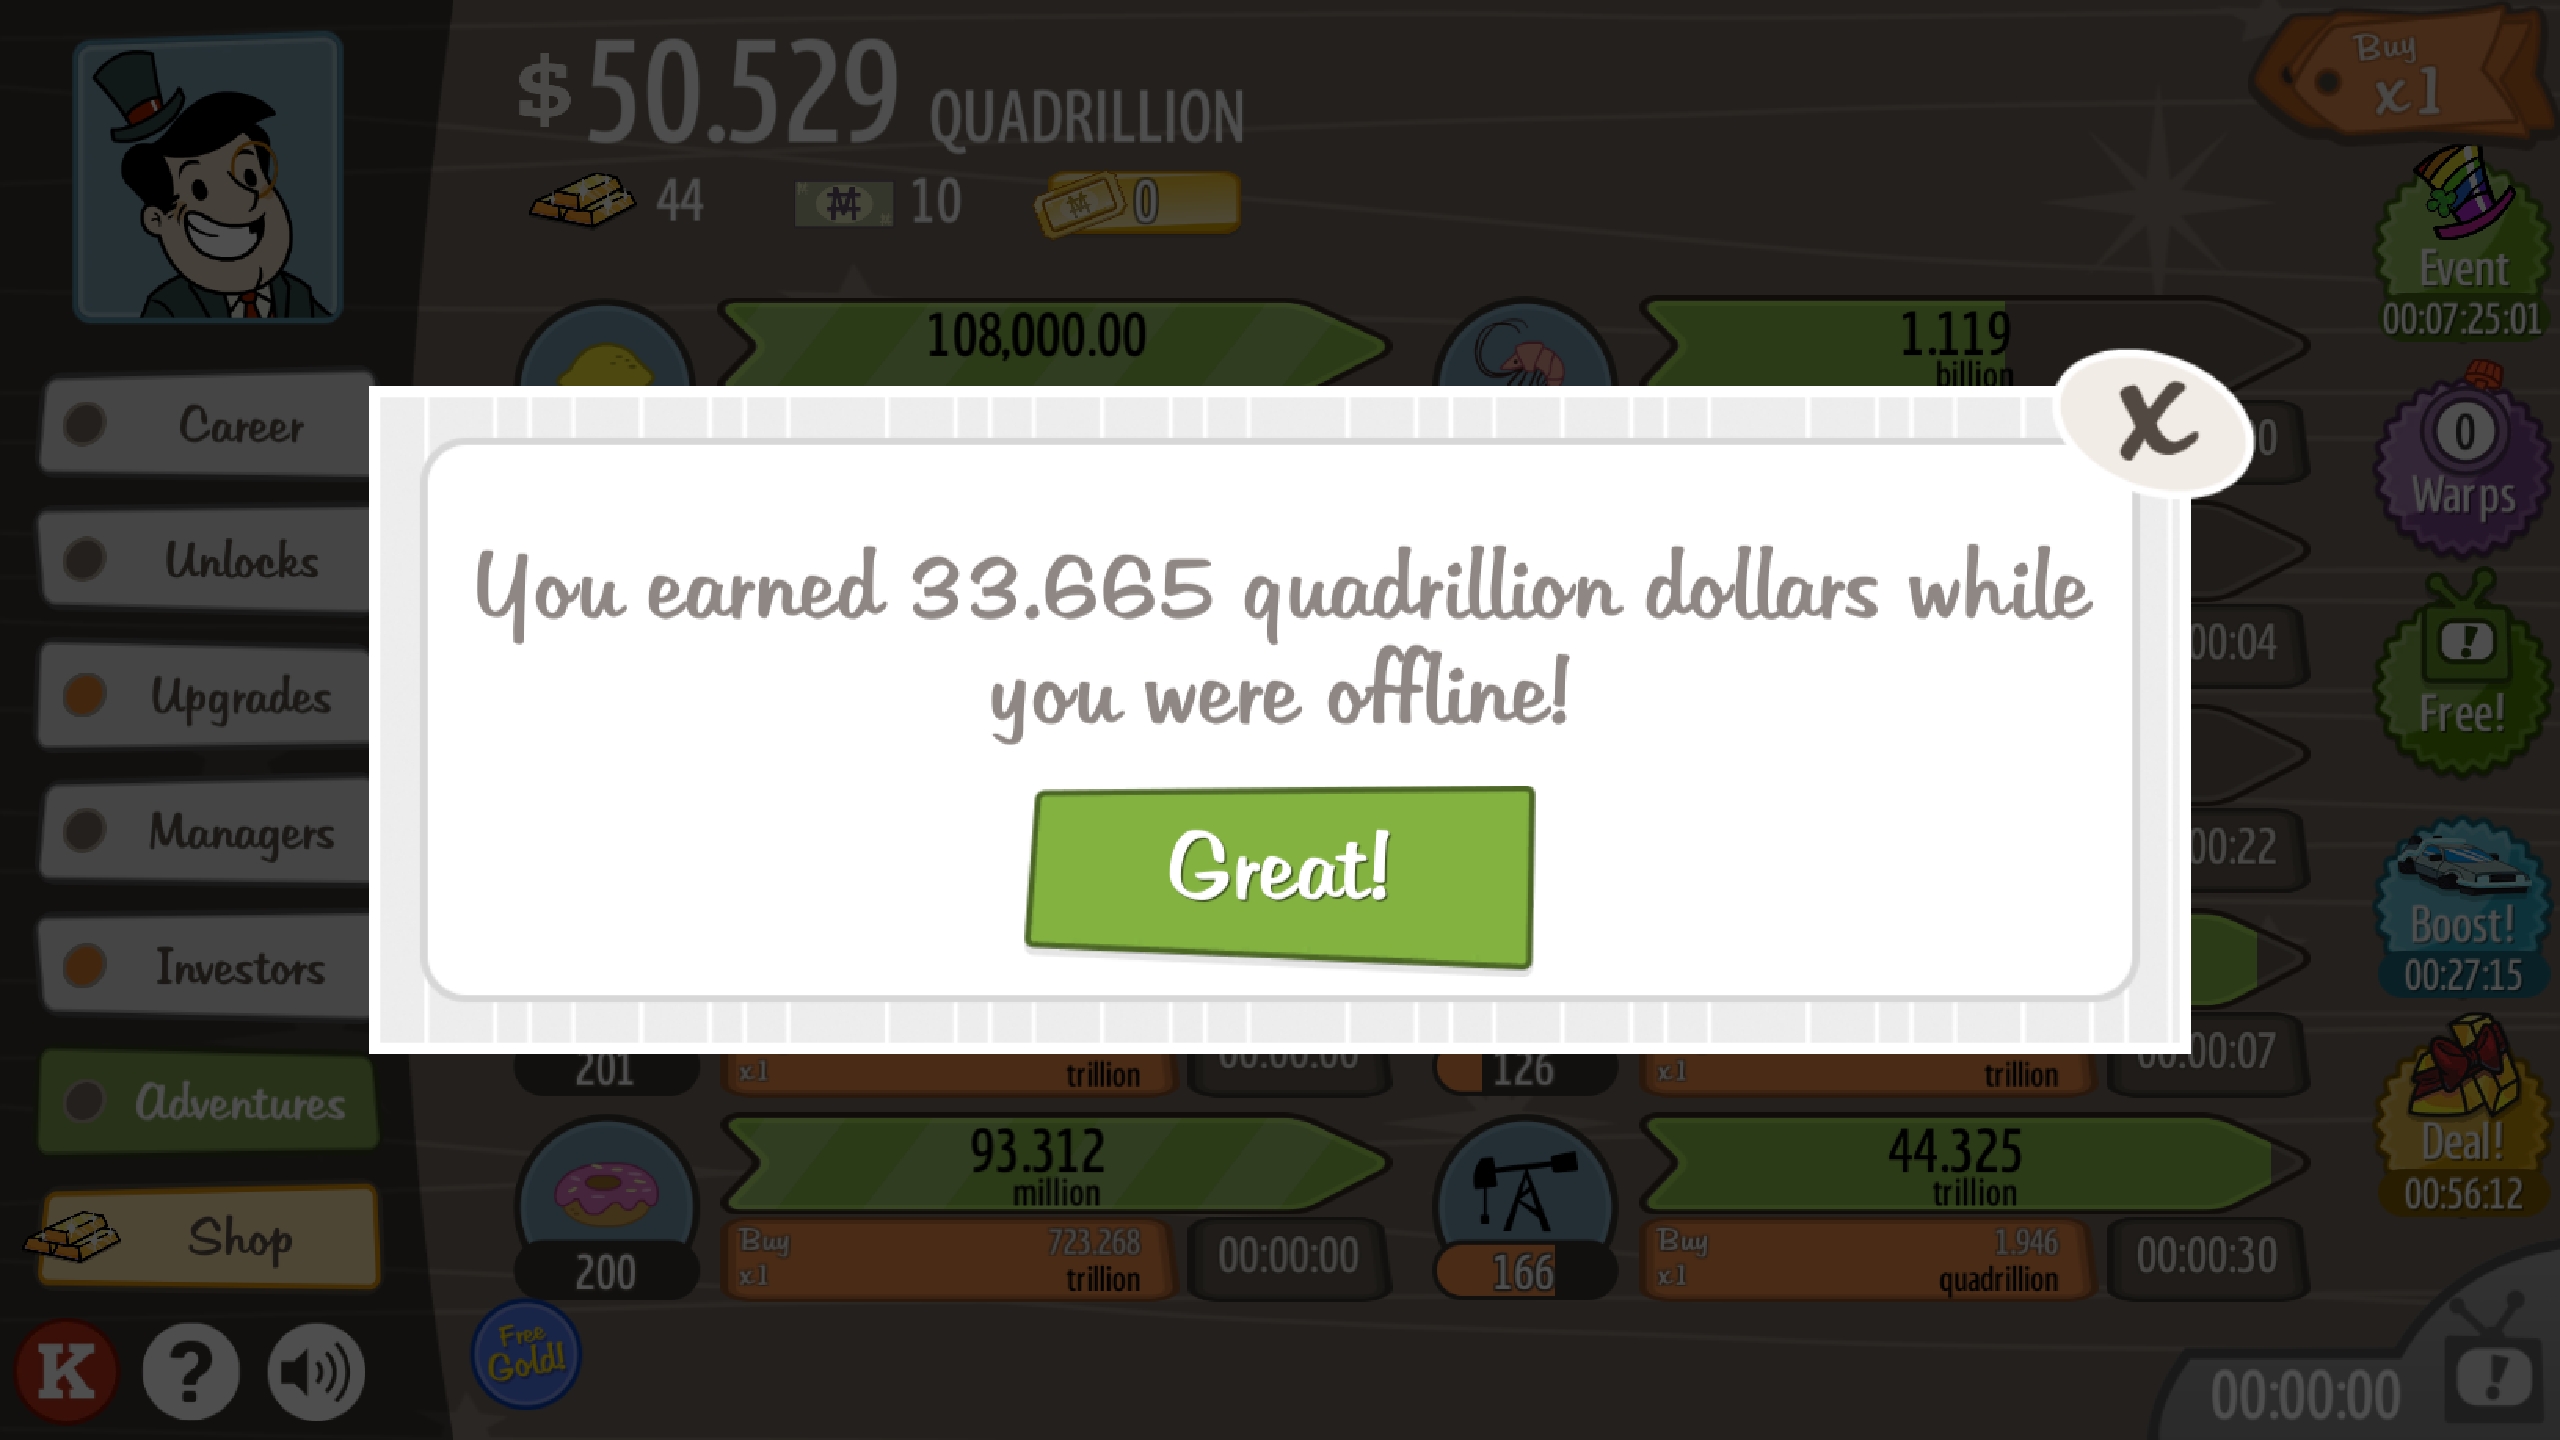 $50.529 QUADRILLION
44
10
0
Buy
x1
Event
00:07:25:01
0
Warps
Free!
Boost!
00:27:15
Deal!
00:56:12
Career
Unlocks
Upgrades
Managers
Investors
Adventures
Shop
K
?
Free
Gold!
108,000.00
1.119
billion
X
You earned 33.665 quadrillion dollars while
you were offline!
Great!
00:04
00:22
201
x1
trillion
126
x1
trillion
00:00:07
93.312
million
200
Buy
723.268
x1
trillion
00:00:00
44.325
trillion
166
Buy
1.946
x1
quadrillion
00:00:30
00:00:00
!